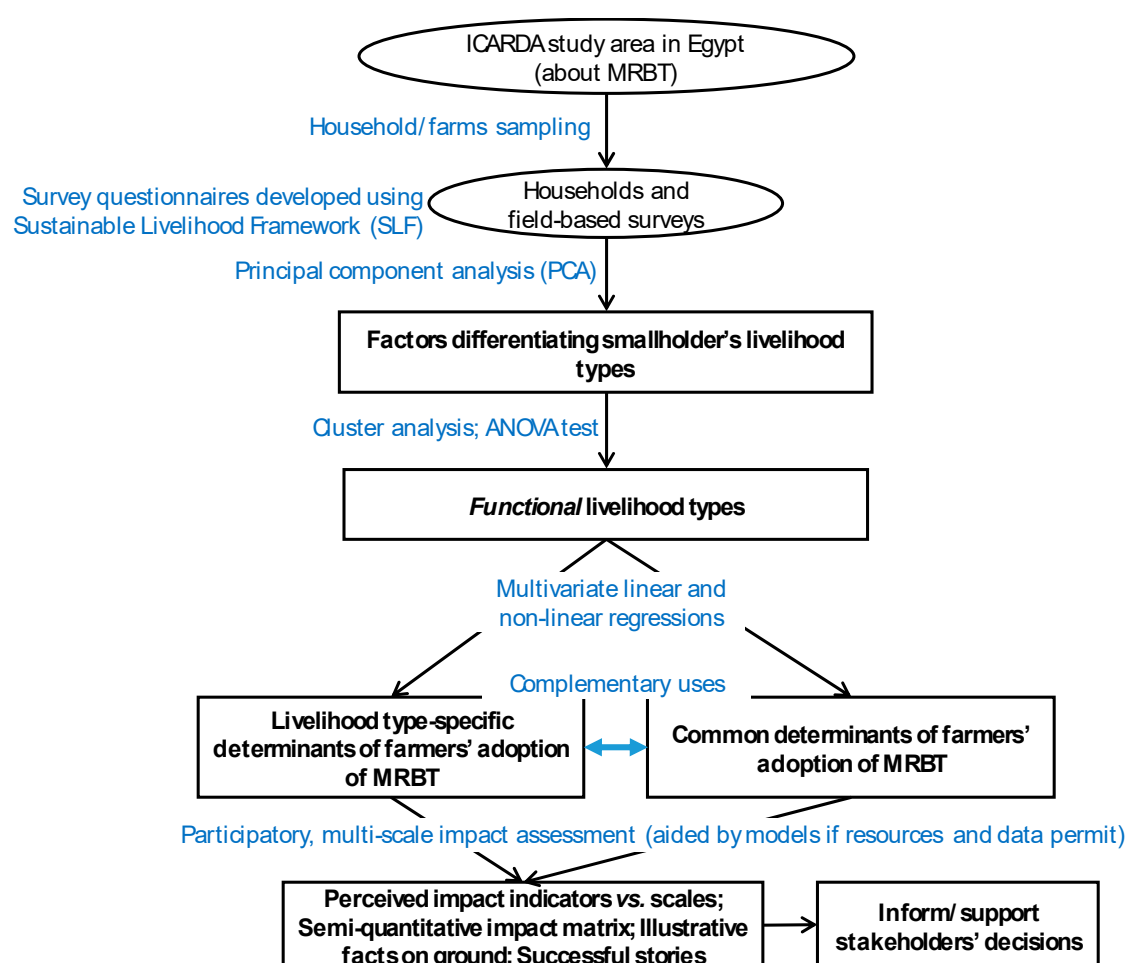 ICARDA study area in Egypt
(about MRBT)
Household/ farms sampling
Survey questionnaires developed using
Sustainable Livelihood Framework (SLF)
Households and
field-based surveys
Principal component analysis (PCA)
Factors differentiating smallholder's livelihood
types
Cluster analysis; ANOVA test
Functional livelihood types
Multivariate linear and
non-linear regressions
Complementary uses
Livelihood type-specific
determinants of farmers' adoption
of MRBT
Common determinants of farmers'
adoption of MRBT
Participatory, multi-scale impact assessment (aided by models if resources and data permit)
Perceived impact indicators vs. scales;
Semi-quantitative impact matrix; Illustrative
facts on ground; Successful stories
Inform/ support
stakeholders' decisions